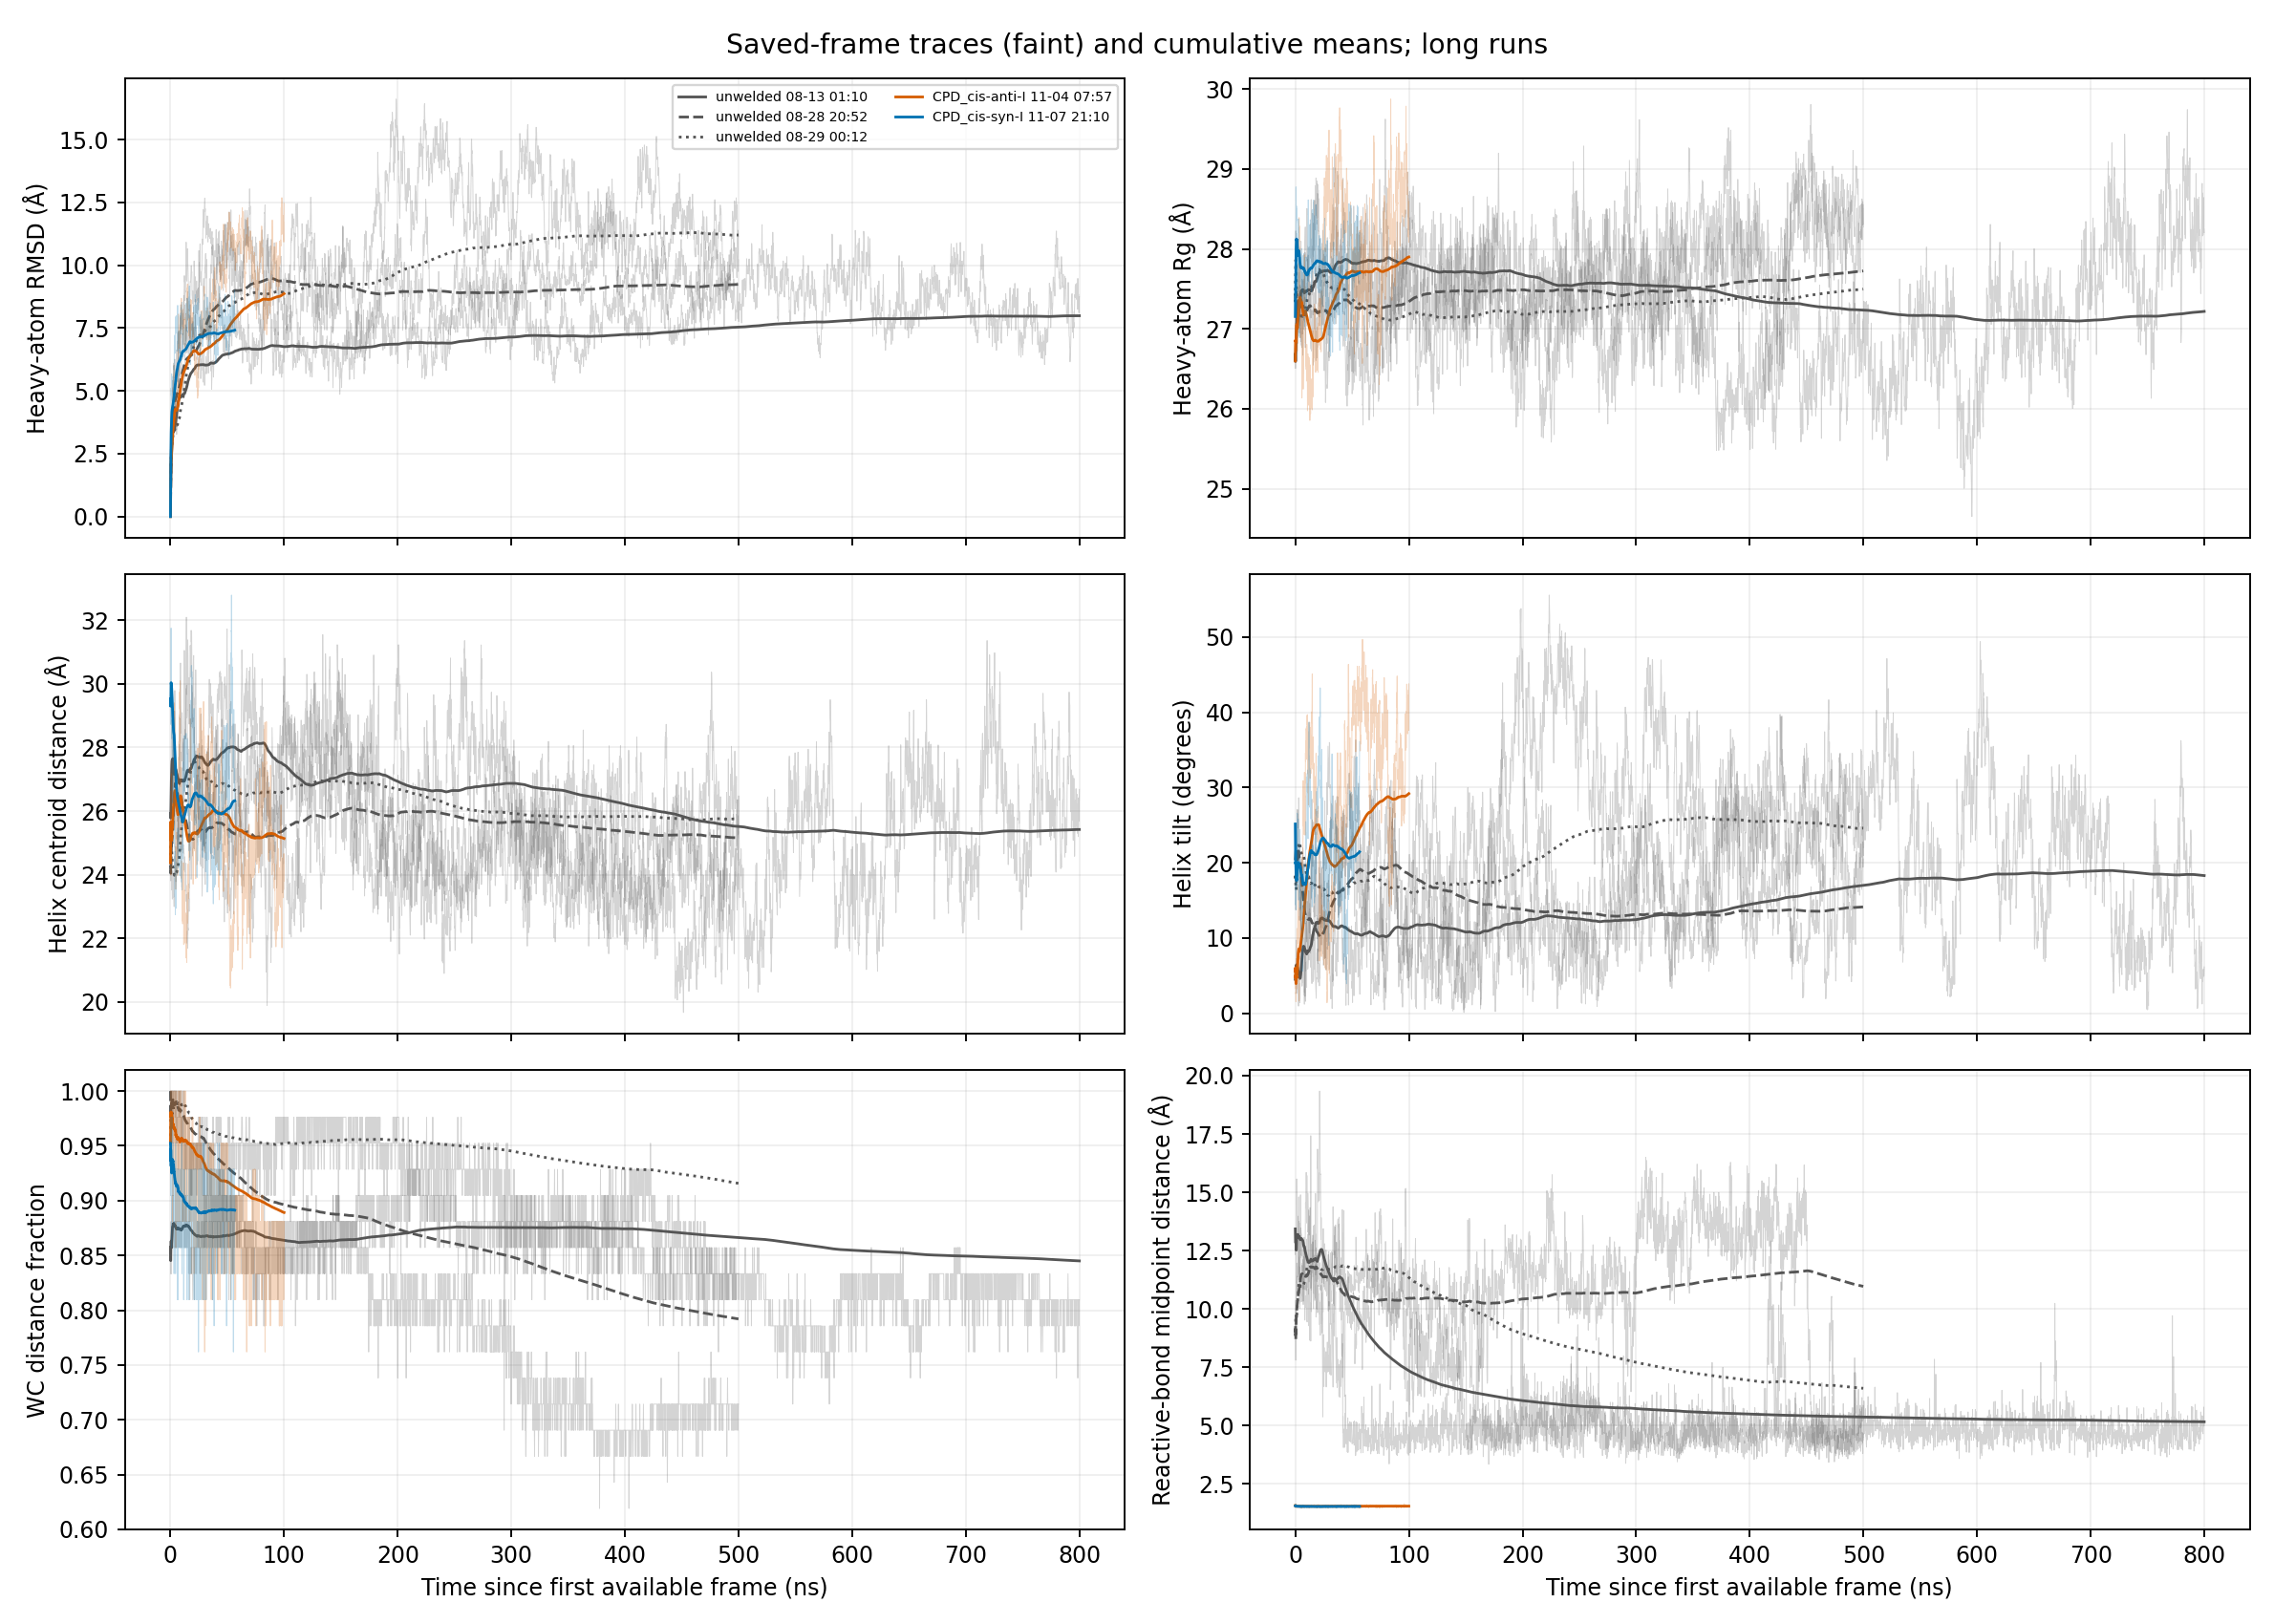 Saved-frame traces (faint) and cumulative means; long runs
Heavy-atom RMSD (Å)
15.0
12.5
10.0
7.5
5.0
2.5
0.0
unwelded 08-13 01:10
unwelded 08-28 20:52
unwelded 08-29 00:12
CPD_cis-anti-I 11-04 07:57
CPD_cis-syn-I 11-07 21:10
Heavy-atom Rg (Å)
30
29
28
27
26
25
Helix centroid distance (Å)
32
30
28
26
24
22
20
Helix tilt (degrees)
50
40
30
20
10
0
WC distance fraction
1.00
0.95
0.90
0.85
0.80
0.75
0.70
0.65
0.60
0 100 200 300 400 500 600 700 800
Time since first available frame (ns)
Reactive-bond midpoint distance (Å)
20.0
17.5
15.0
12.5
10.0
7.5
5.0
2.5
0 100 200 300 400 500 600 700 800
Time since first available frame (ns)